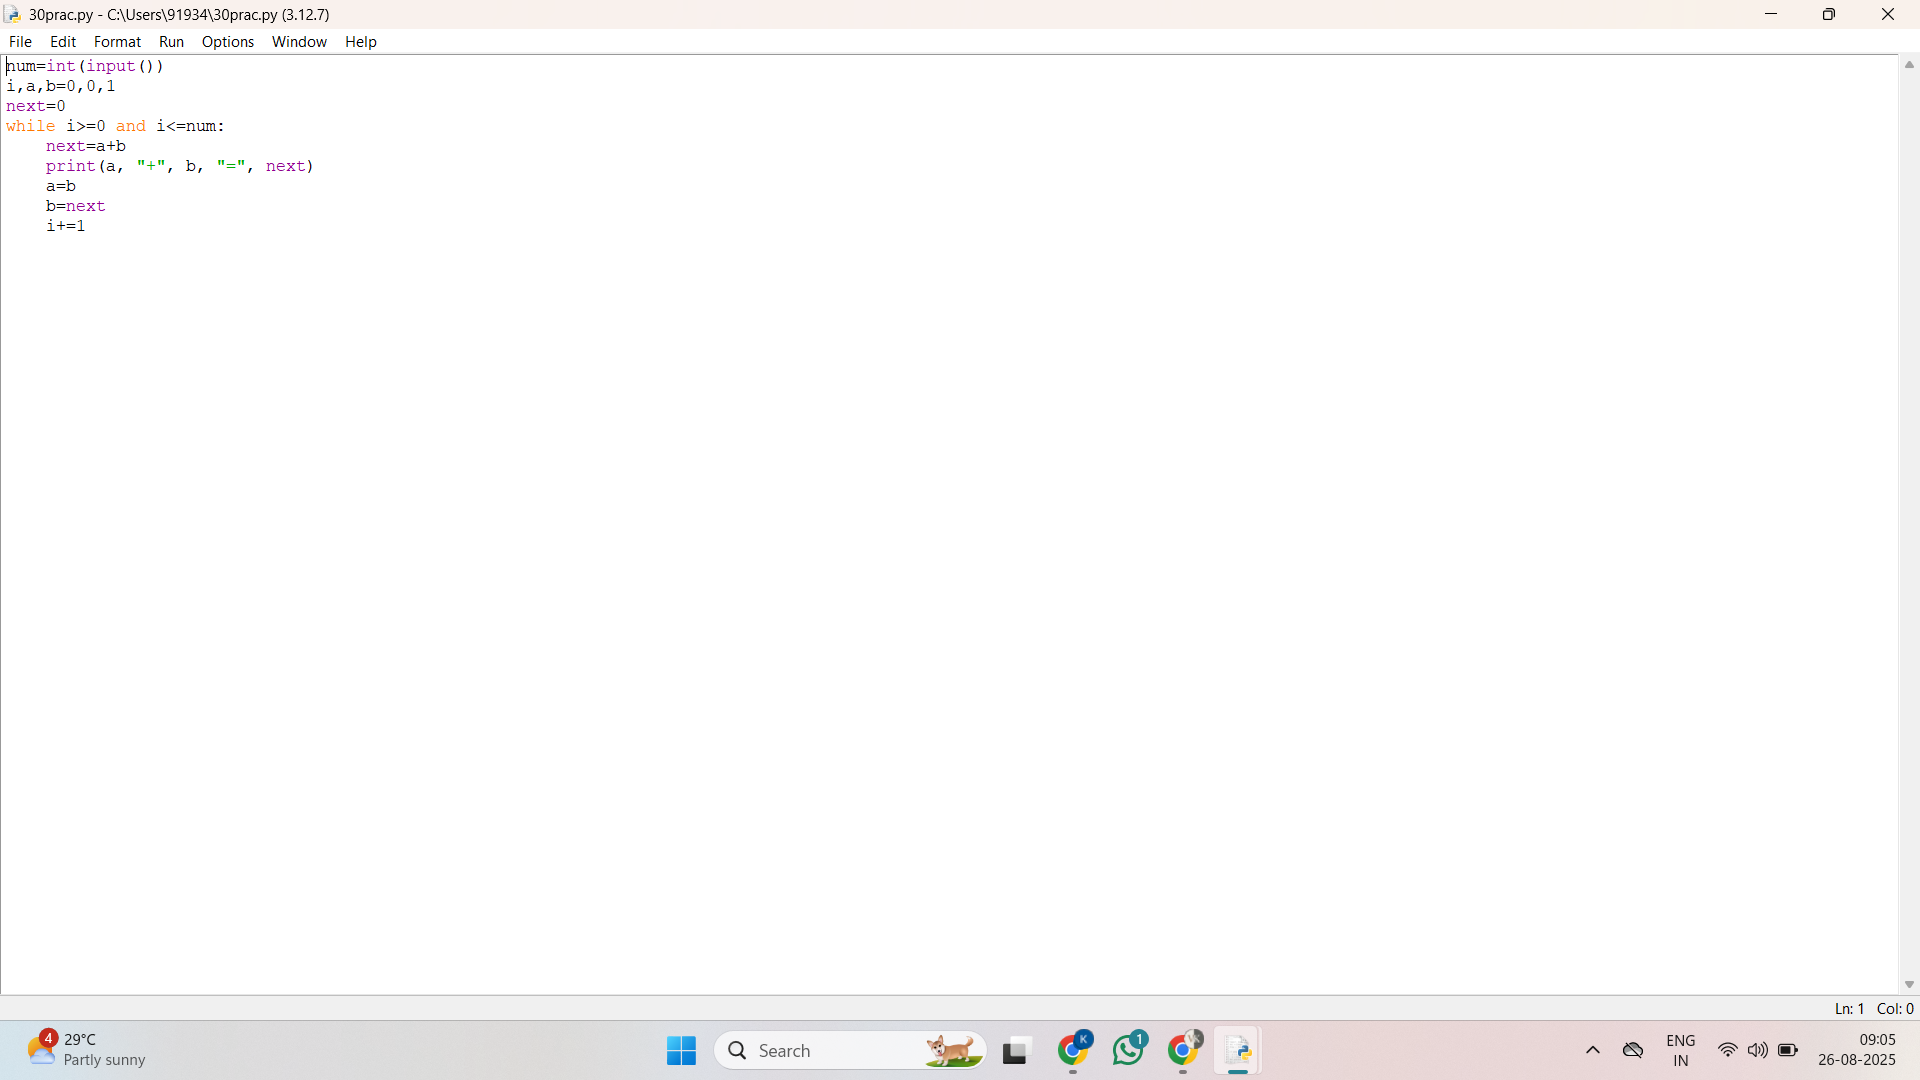 30prac.py - C:\Users\91934\30prac.py (3.12.7)
File Edit Format Run Options Window Help
num=int(input())
i,a,b=0,0,1
next=0
while i>=0 and i<=num:
    next=a+b
    print(a, "+", b, "=", next)
    a=b
    b=next
    i+=1
Ln: 1 Col: 0
4
29°C
Partly sunny
Search
K
1
VK
ENG
IN
09:05
26-08-2025